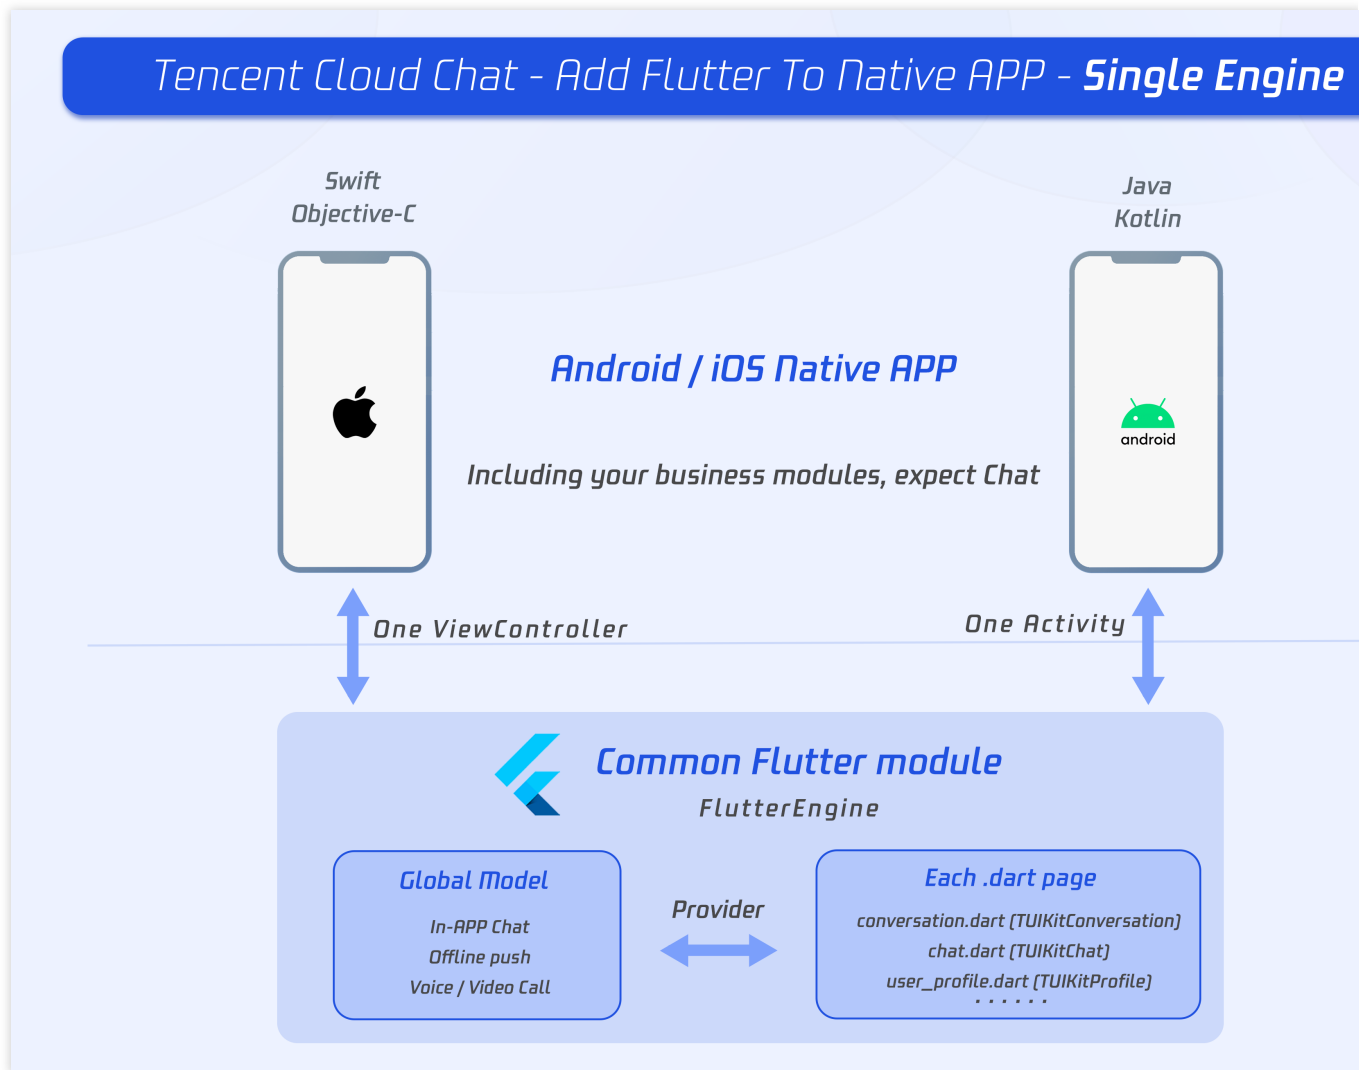 Tencent Cloud Chat - Add Flutter To Native APP - Single Engine
Swift
Objective-C
Java
Kotlin
Android / iOS Native APP
android
Including your business modules, expect Chat
One ViewController
One Activity
Common Flutter module
FlutterEngine
Global Model
In-APP Chat
Offline push
Voice / Video Call
Provider
Each .dart page
conversation.dart (TUIKitConversation)
chat.dart (TUIKitChat)
user_profile.dart (TUIKitProfile)
......